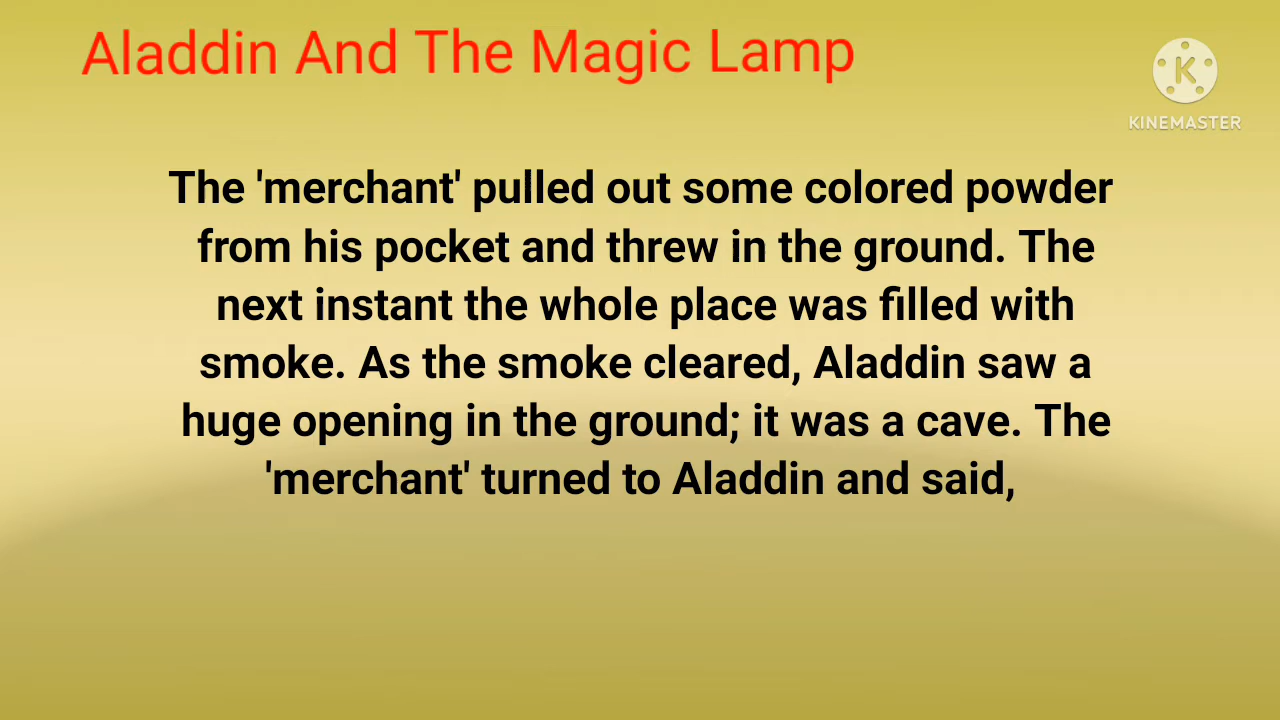 Aladdin And The Magic Lamp
KINEMASTER
The 'merchant' pulled out some colored powder
from his pocket and threw in the ground. The
next instant the whole place was filled with
smoke. As the smoke cleared, Aladdin saw a
huge opening in the ground; it was a cave. The
'merchant' turned to Aladdin and said,